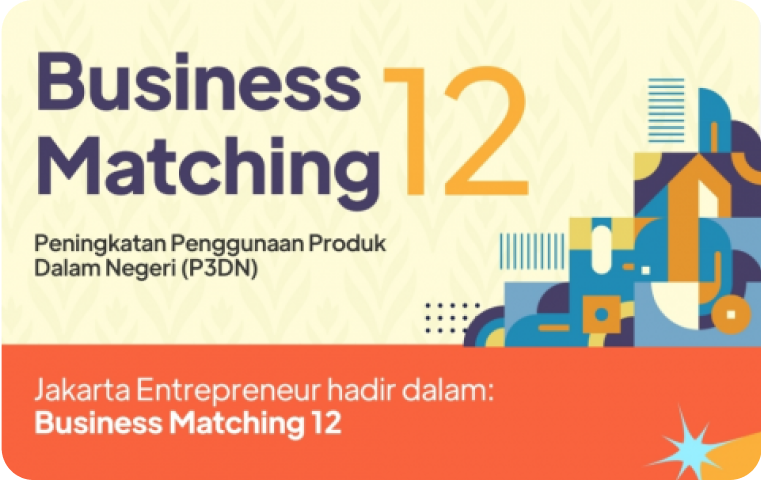 Business
Matching 12
Peningkatan Penggunaan Produk
Dalam Negeri (P3DN)
Jakarta Entrepreneur hadir dalam:
Business Matching 12